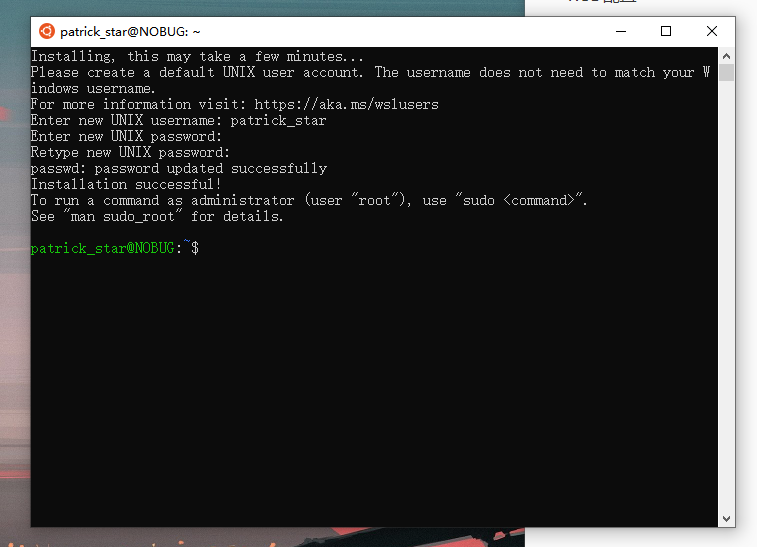 patrick_star@NOBUG: ~
Installing, this may take a few minutes...
Please create a default UNIX user account. The username does not need to match your W
indows username.
For more information visit: https://aka.ms/wslusers
Enter new UNIX username: patrick_star
Enter new UNIX password:
Retype new UNIX password:
passwd: password updated successfully
Installation successful!
To run a command as administrator (user "root"), use "sudo <command>".
See "man sudo_root" for details.
patrick_star@NOBUG:~$